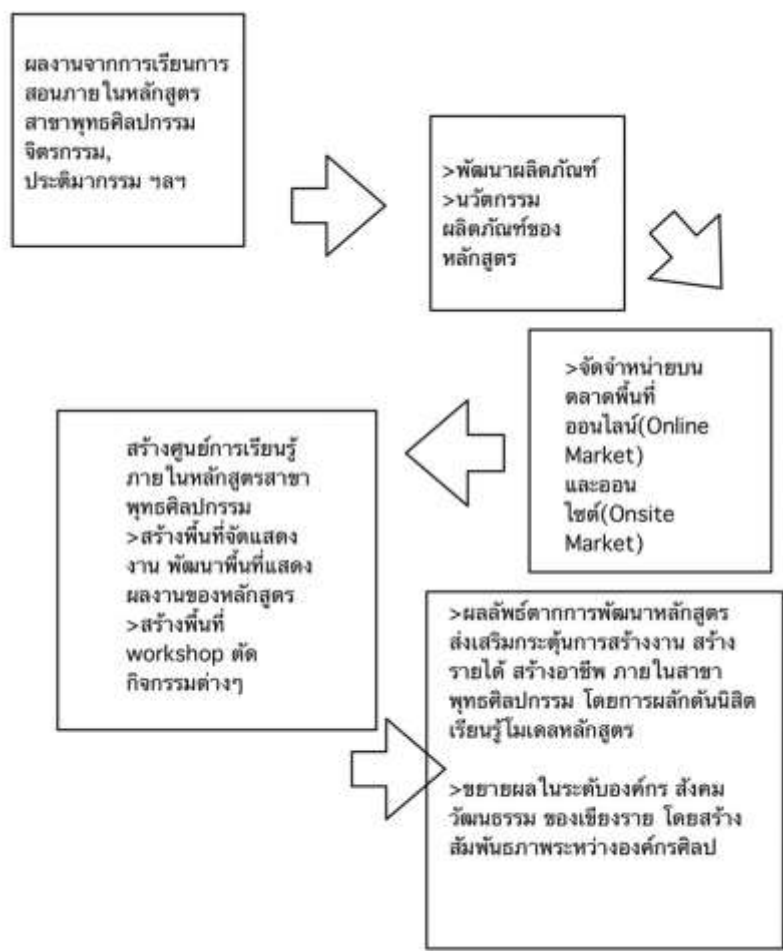 ผลงานจากการเรียนการ
สอนภายในหลักสูตร
สาขาพุทธศิลปกรรม
จิตรกรรม,
ประติมากรรม ฯลฯ
>พัฒนาผลิตภัณฑ์
>นวัตกรรม
ผลิตภัณฑ์ของ
หลักสูตร
>จัดจำหน่ายบน
ตลาดพื้นที่
ออนไลน์(Online
Market)
และออน
ไซต์(Onsite
Market)
สร้างศูนย์การเรียนรู้
ภายในหลักสูตรสาขา
พุทธศิลปกรรม
>สร้างพื้นที่จัดแสดง
งาน พัฒนาพื้นที่แสดง
ผลงานของหลักสูตร
>สร้างพื้นที่
workshop ตัด
กิจกรรมต่างๆ
>ผลลัพธ์ตากการพัฒนาหลักสูตร
ส่งเสริมกระตุ้นการสร้างงาน สร้าง
รายได้ สร้างอาชีพ ภายในสาขา
พุทธศิลปกรรม โดยการผลักดันนิสิต
เรียนรู้โมเดลหลักสูตร
>ขยายผลในระดับองค์กร สังคม
วัฒนธรรม ของเชียงราย โดยสร้าง
สัมพันธภาพระหว่างองค์กรศิลป